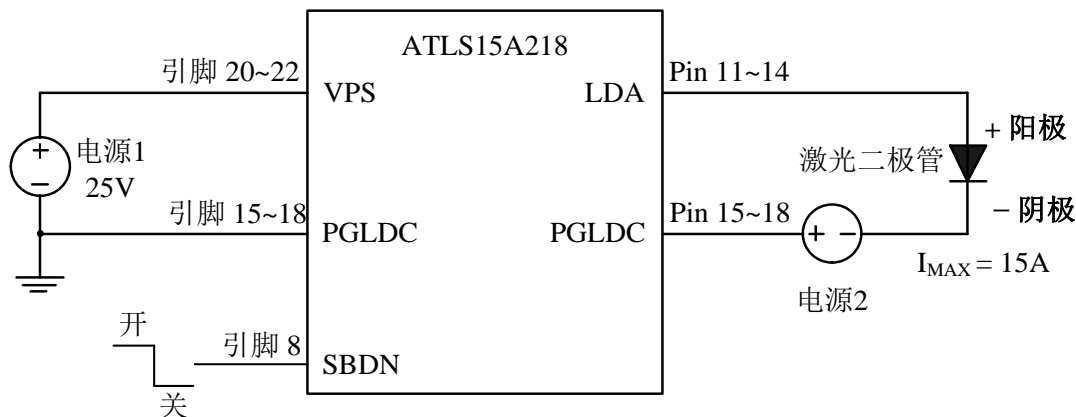 ATLS15A218
引脚 20~22
Pin 11~14
VPS
LDA
+ 阳极
电源1
25V
激光二极管
引脚 15~18
Pin 15~18
− 阴极
PGLDC
PGLDC
+ −
I_MAX = 15A
电源2
开
引脚 8
SBDN
关